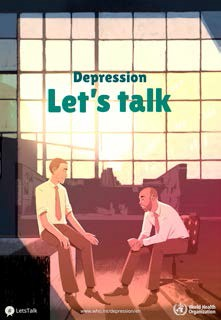 Depression
Let's talk
LetsTalk
www.who.int/depression/en
World Health
Organization